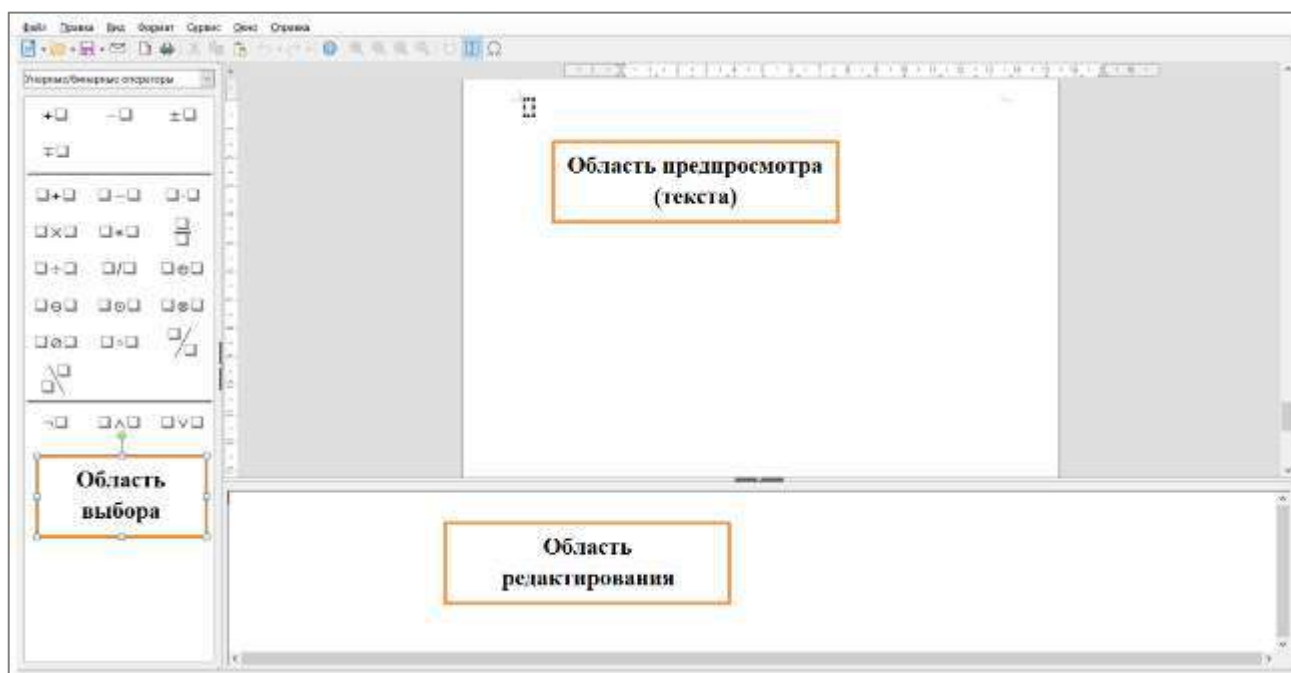 Файл Правка Вид Формат Сервис Окно Справка
Унарные/бинарные операторы
+❑ −❑ ±❑
∓❑
❑+❑ ❑−❑ ❑·❑
❑×❑ ❑∗❑ ❑/❑
❑÷❑ ❑/❑ ❑⊕❑
❑⊖❑ ❑⊙❑ ❑⊗❑
❑⊘❑ ❑∘❑ ❑/❑
❑\❑
¬❑ ❑∧❑ ❑∨❑
Область предпросмотра
(текста)
Область
выбора
Область
редактирования